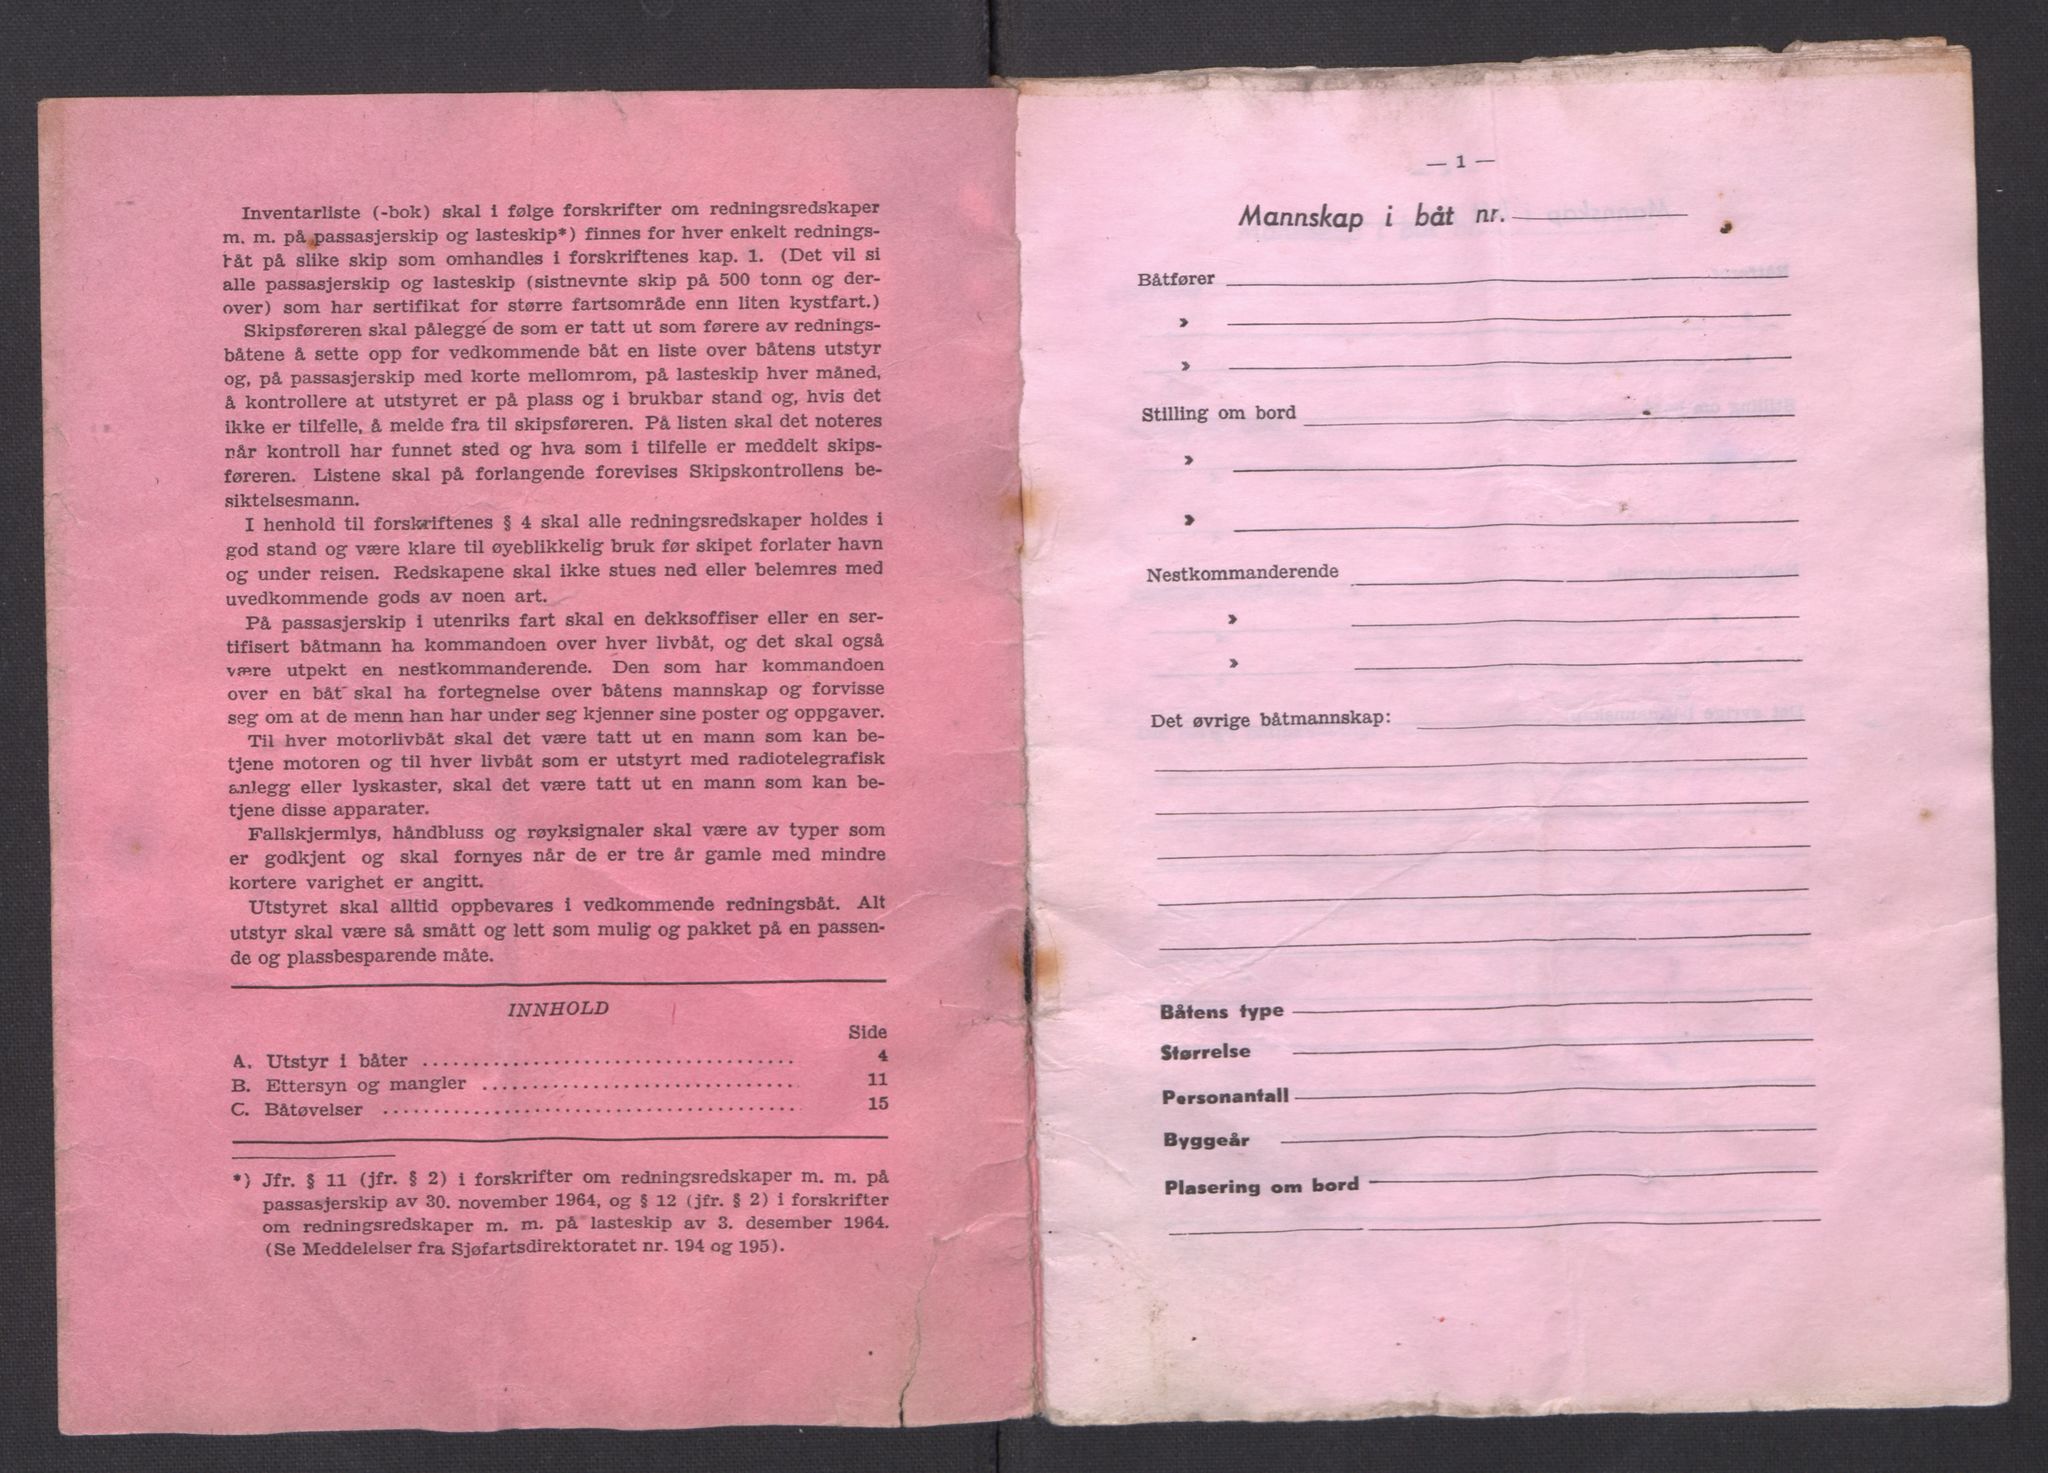 Inventarliste (-bok) skal i følge forskrifter om redningsredskaper
m. m. på passasjerskip og lasteskip*) finnes for hver enkelt rednings-
båt på slike skip som omhandles i forskriftenes kap. 1. (Det vil si
alle passasjerskip og lasteskip (sistnevnte skip på 500 tonn og der-
over) som har sertifikat for større fartsområde enn liten kystfart.)
Skipsføreren skal pålegge de som er tatt ut som førere av rednings-
båtene å sette opp for vedkommende båt en liste over båtens utstyr
og, på passasjerskip med korte mellomrom, på lasteskip hver måned,
å kontrollere at utstyret er på plass og i brukbar stand og, hvis det
ikke er tilfelle, å melde fra til skipsføreren. På listen skal det noteres
når kontroll har funnet sted og hva som i tilfelle er meddelt skips-
føreren. Listene skal på forlangende forevises Skipskontrollens be-
siktelsesmann.
I henhold til forskriftenes § 4 skal alle redningsredskaper holdes i
god stand og være klare til øyeblikkelig bruk før skipet forlater havn
og under reisen. Redskapene skal ikke stues ned eller belemres med
uvedkommende gods av noen art.
På passasjerskip i utenriks fart skal en dekksoffiser eller en ser-
tifisert båtmann ha kommandoen over hver livbåt, og det skal også
være utpekt en nestkommanderende. Den som har kommandoen
over en båt skal ha fortegnelse over båtens mannskap og forvisse
seg om at de menn han har under seg kjenner sine poster og oppgaver.
Til hver motorlivbåt skal det være tatt ut en mann som kan be-
tjene motoren og til hver livbåt som er utstyrt med radiotelegrafisk
anlegg eller lyskaster, skal det være tatt ut en mann som kan be-
tjene disse apparater.
Fallskjermlys, håndbluss og røyksignaler skal være av typer som
er godkjent og skal fornyes når de er tre år gamle med mindre
kortere varighet er angitt.
Utstyret skal alltid oppbevares i vedkommende redningsbåt. Alt
utstyr skal være så smått og lett som mulig og pakket på en passen-
de og plassbesparende måte.
INNHOLD
Side
A. Utstyr i båter ........................................ 4
B. Ettersyn og mangler .................................. 11
C. Båtøvelser ............................................ 15
*) Jfr. § 11 (jfr. § 2) i forskrifter om redningsredskaper m. m. på
passasjerskip av 30. november 1964, og § 12 (jfr. § 2) i forskrifter
om redningsredskaper m. m. på lasteskip av 3. desember 1964.
(Se Meddelelser fra Sjøfartsdirektoratet nr. 194 og 195).
— 1 —
Mannskap i båt nr.
Båtfører
»
»
Stilling om bord
»
»
Nestkommanderende
»
»
Det øvrige båtmannskap:
Båtens type
Størrelse
Personantall
Byggeår
Plasering om bord